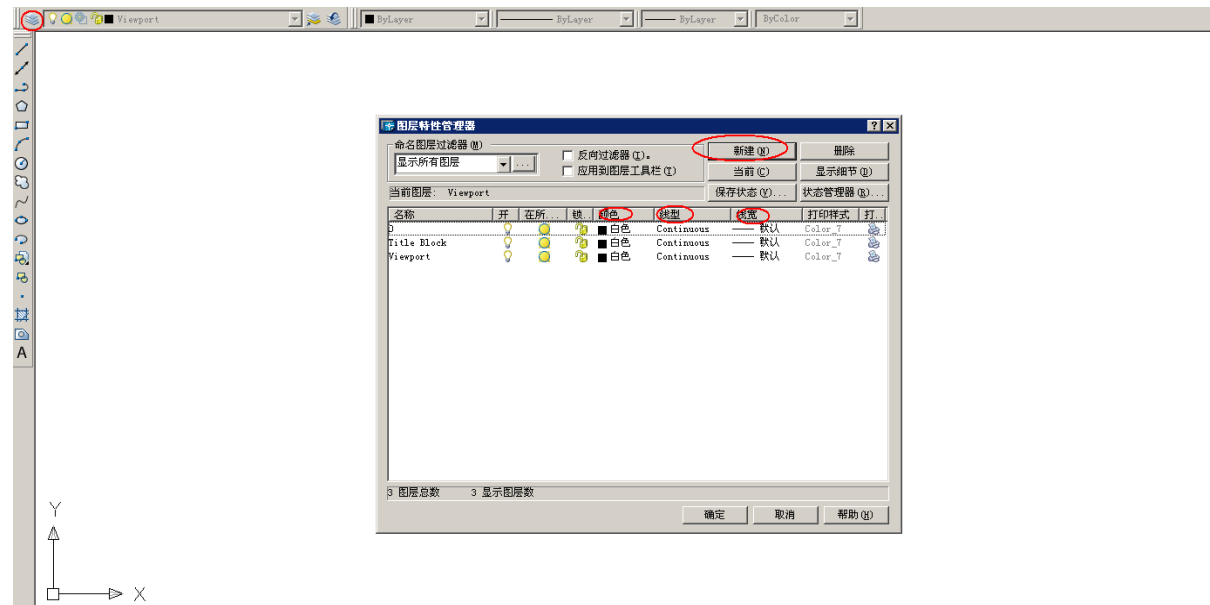 Viewport ByLayer ByLayer ByLayer ByColor
图层特性管理器
命名图层过滤器(M)
显示所有图层 ...
反向过滤器(I)。
应用到图层工具栏(T)
新建(N) 删除
当前(C) 显示细节(D)
当前图层: Viewport 保存状态(V)... 状态管理器(R)...
名称 开 在所... 锁.. 颜色 线型 线宽 打印样式 打..
0 白色 Continuous 默认 Color_7
Title Block 白色 Continuous 默认 Color_7
Viewport 白色 Continuous 默认 Color_7
3 图层总数 3 显示图层数
确定 取消 帮助(H)
A
Y
X